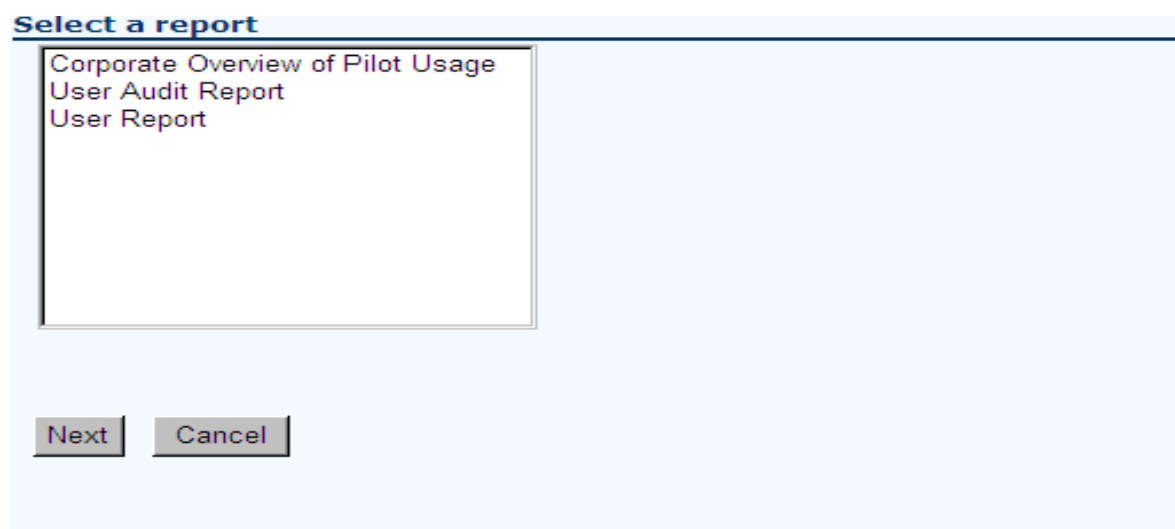 Select a report
Corporate Overview of Pilot Usage
User Audit Report
User Report
Next Cancel